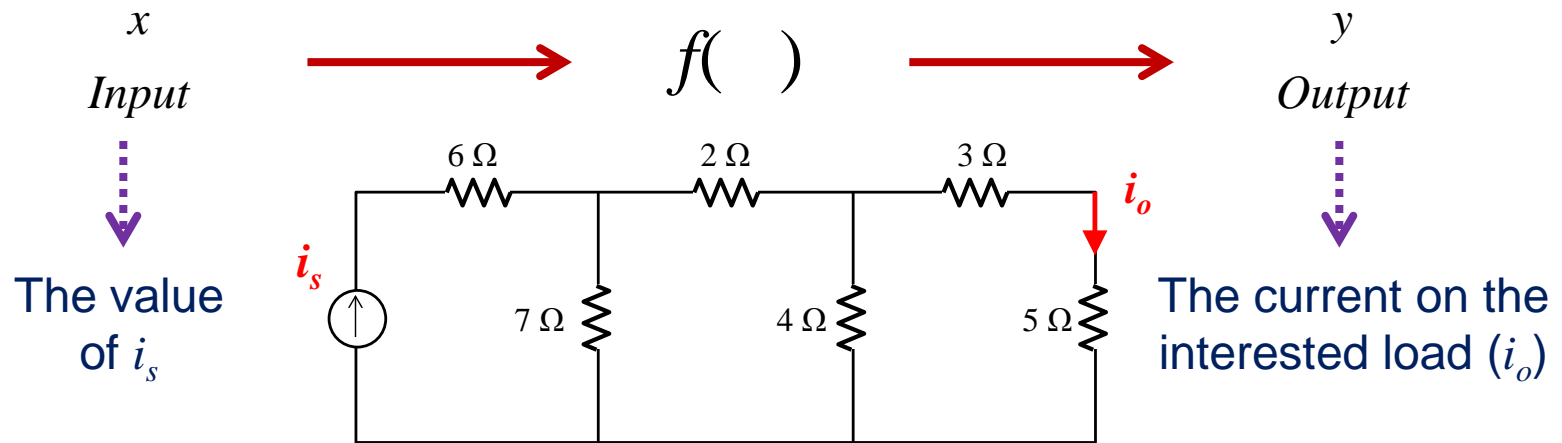 x f( ) y
Input Output
6 Ω 2 Ω 3 Ω
i_o
i_s
The value
of i_s
7 Ω 4 Ω 5 Ω
The current on the
interested load (i_o)